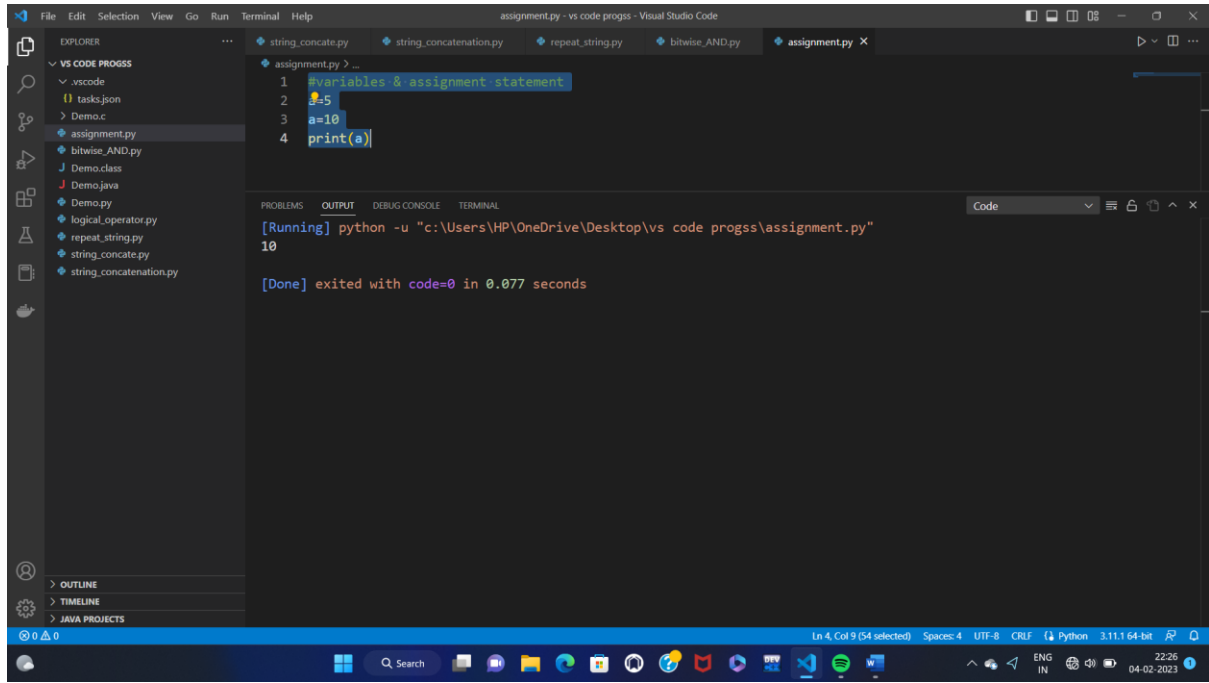 File Edit Selection View Go Run Terminal Help
assignment.py - vs code progss - Visual Studio Code
EXPLORER
VS CODE PROGSS
.vscode
{} tasks.json
Demo.c
assignment.py
bitwise_AND.py
J Demo.class
J Demo.java
Demo.py
logical_operator.py
repeat_string.py
string_concate.py
string_concatenation.py
OUTLINE
TIMELINE
JAVA PROJECTS
string_concate.py string_concatenation.py repeat_string.py bitwise_AND.py assignment.py
assignment.py > ...
1 #variables & assignment statement
2 a=5
3 a=10
4 print(a)
PROBLEMS OUTPUT DEBUG CONSOLE TERMINAL
Code
[Running] python -u "c:\Users\HP\OneDrive\Desktop\vs code progss\assignment.py"
10
[Done] exited with code=0 in 0.077 seconds
0 0
Ln 4, Col 9 (54 selected) Spaces: 4 UTF-8 CRLF Python 3.11.1 64-bit
Search
DEV
W
ENG
IN
22:26
04-02-2023
1